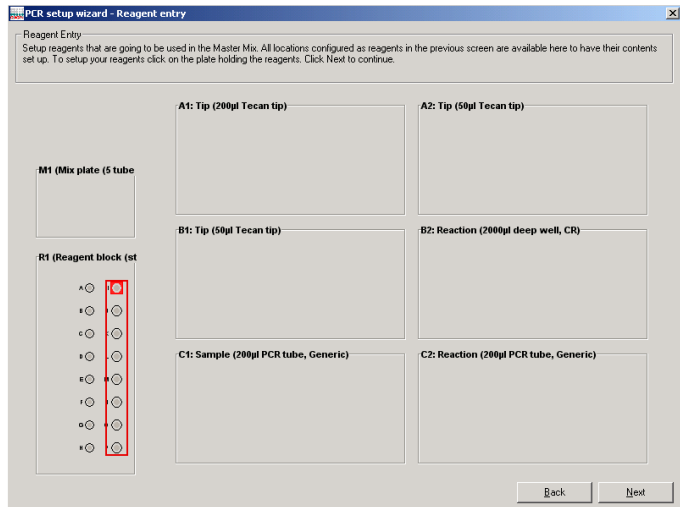 PCR setup wizard - Reagent entry
Reagent Entry
Setup reagents that are going to be used in the Master Mix. All locations configured as reagents in the previous screen are available here to have their contents
set up. To setup your reagents click on the plate holding the reagents. Click Next to continue.
A1: Tip (200µl Tecan tip)
A2: Tip (50µl Tecan tip)
M1 (Mix plate (5 tube
B1: Tip (50µl Tecan tip)
B2: Reaction (2000µl deep well, CR)
R1 (Reagent block (st
A
B
C
D L
E M
F
G
H
C1: Sample (200µl PCR tube, Generic)
C2: Reaction (200µl PCR tube, Generic)
Back
Next